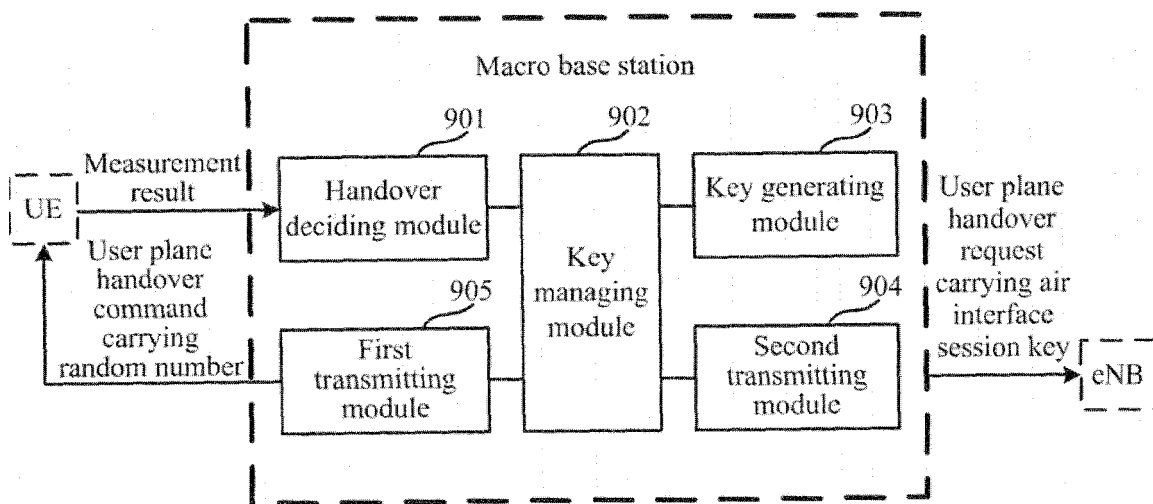 Macro base station
901
902
903
Measurement
result
UE
Handover
deciding module
Key generating
module
User plane
handover
request
carrying air
interface
session key
User plane
handover
command
carrying
random number
Key
managing
module
905
904
First
transmitting
module
Second
transmitting
module
eNB